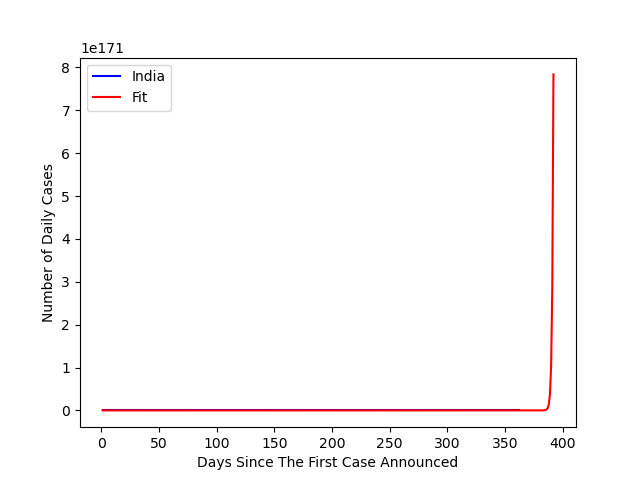 1e171
India
Fit
8
7
6
5
4
3
2
1
0
Number of Daily Cases
0 50 100 150 200 250 300 350 400
Days Since The First Case Announced